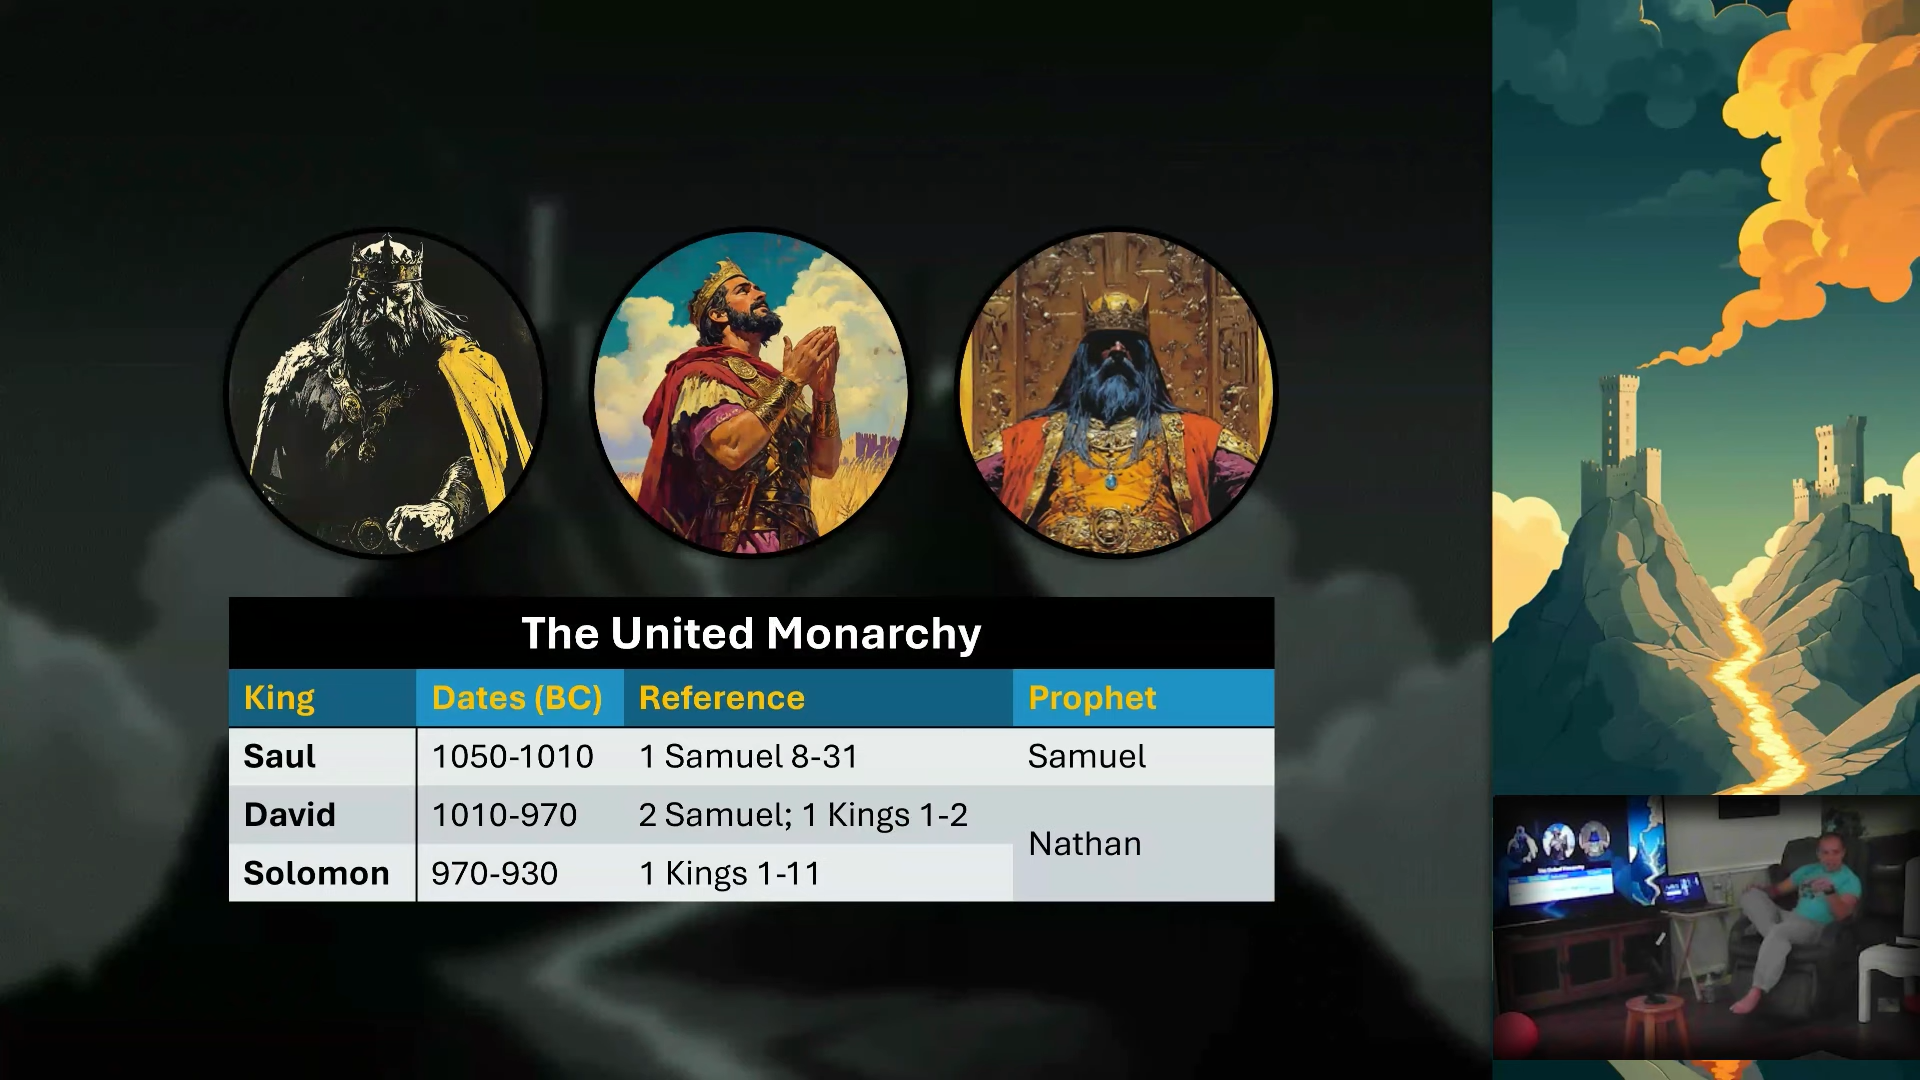 The United Monarchy
King Dates (BC) Reference Prophet
Saul 1050-1010 1 Samuel 8-31 Samuel
David 1010-970 2 Samuel; 1 Kings 1-2
Nathan
Solomon 970-930 1 Kings 1-11